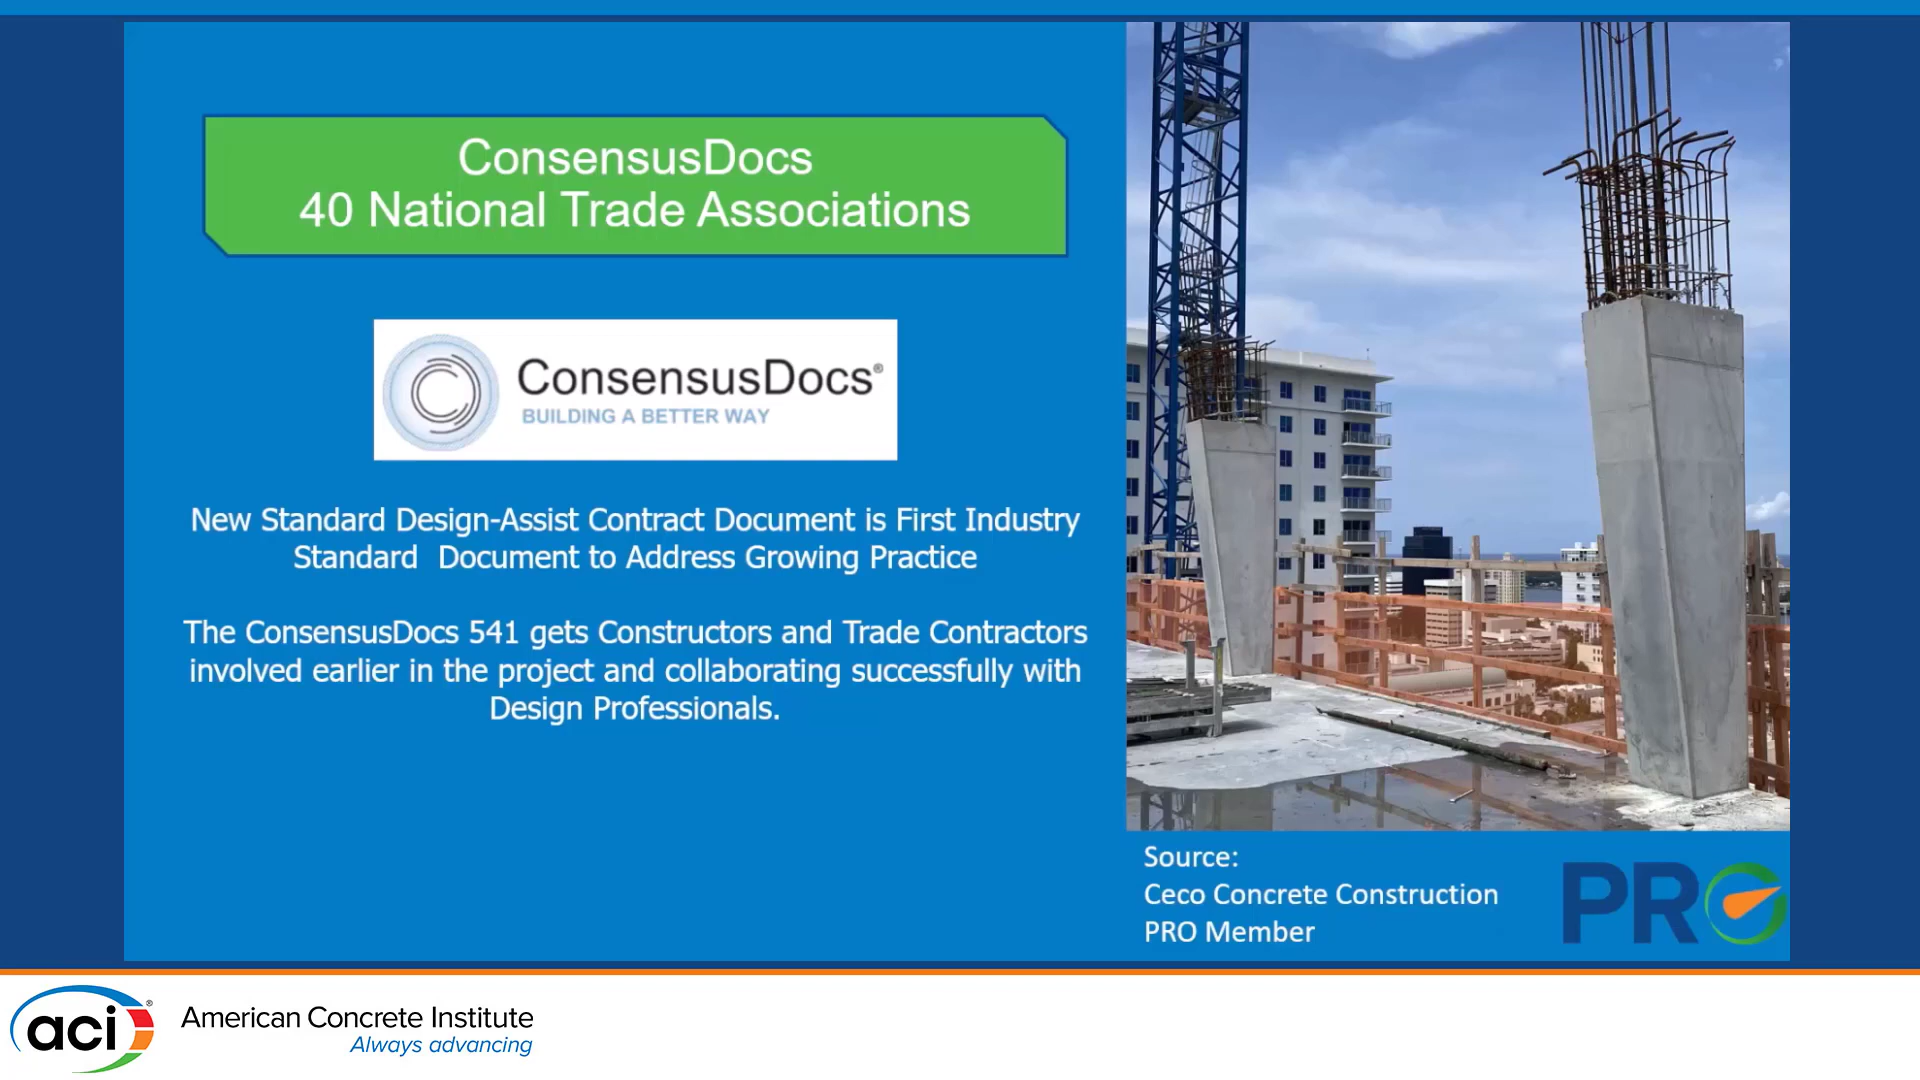 ConsensusDocs
40 National Trade Associations
ConsensusDocs®
BUILDING A BETTER WAY
New Standard Design-Assist Contract Document is First Industry
Standard Document to Address Growing Practice
The ConsensusDocs 541 gets Constructors and Trade Contractors
involved earlier in the project and collaborating successfully with
Design Professionals.
Source:
Ceco Concrete Construction
PRO Member
PRO
aci®
American Concrete Institute
Always advancing